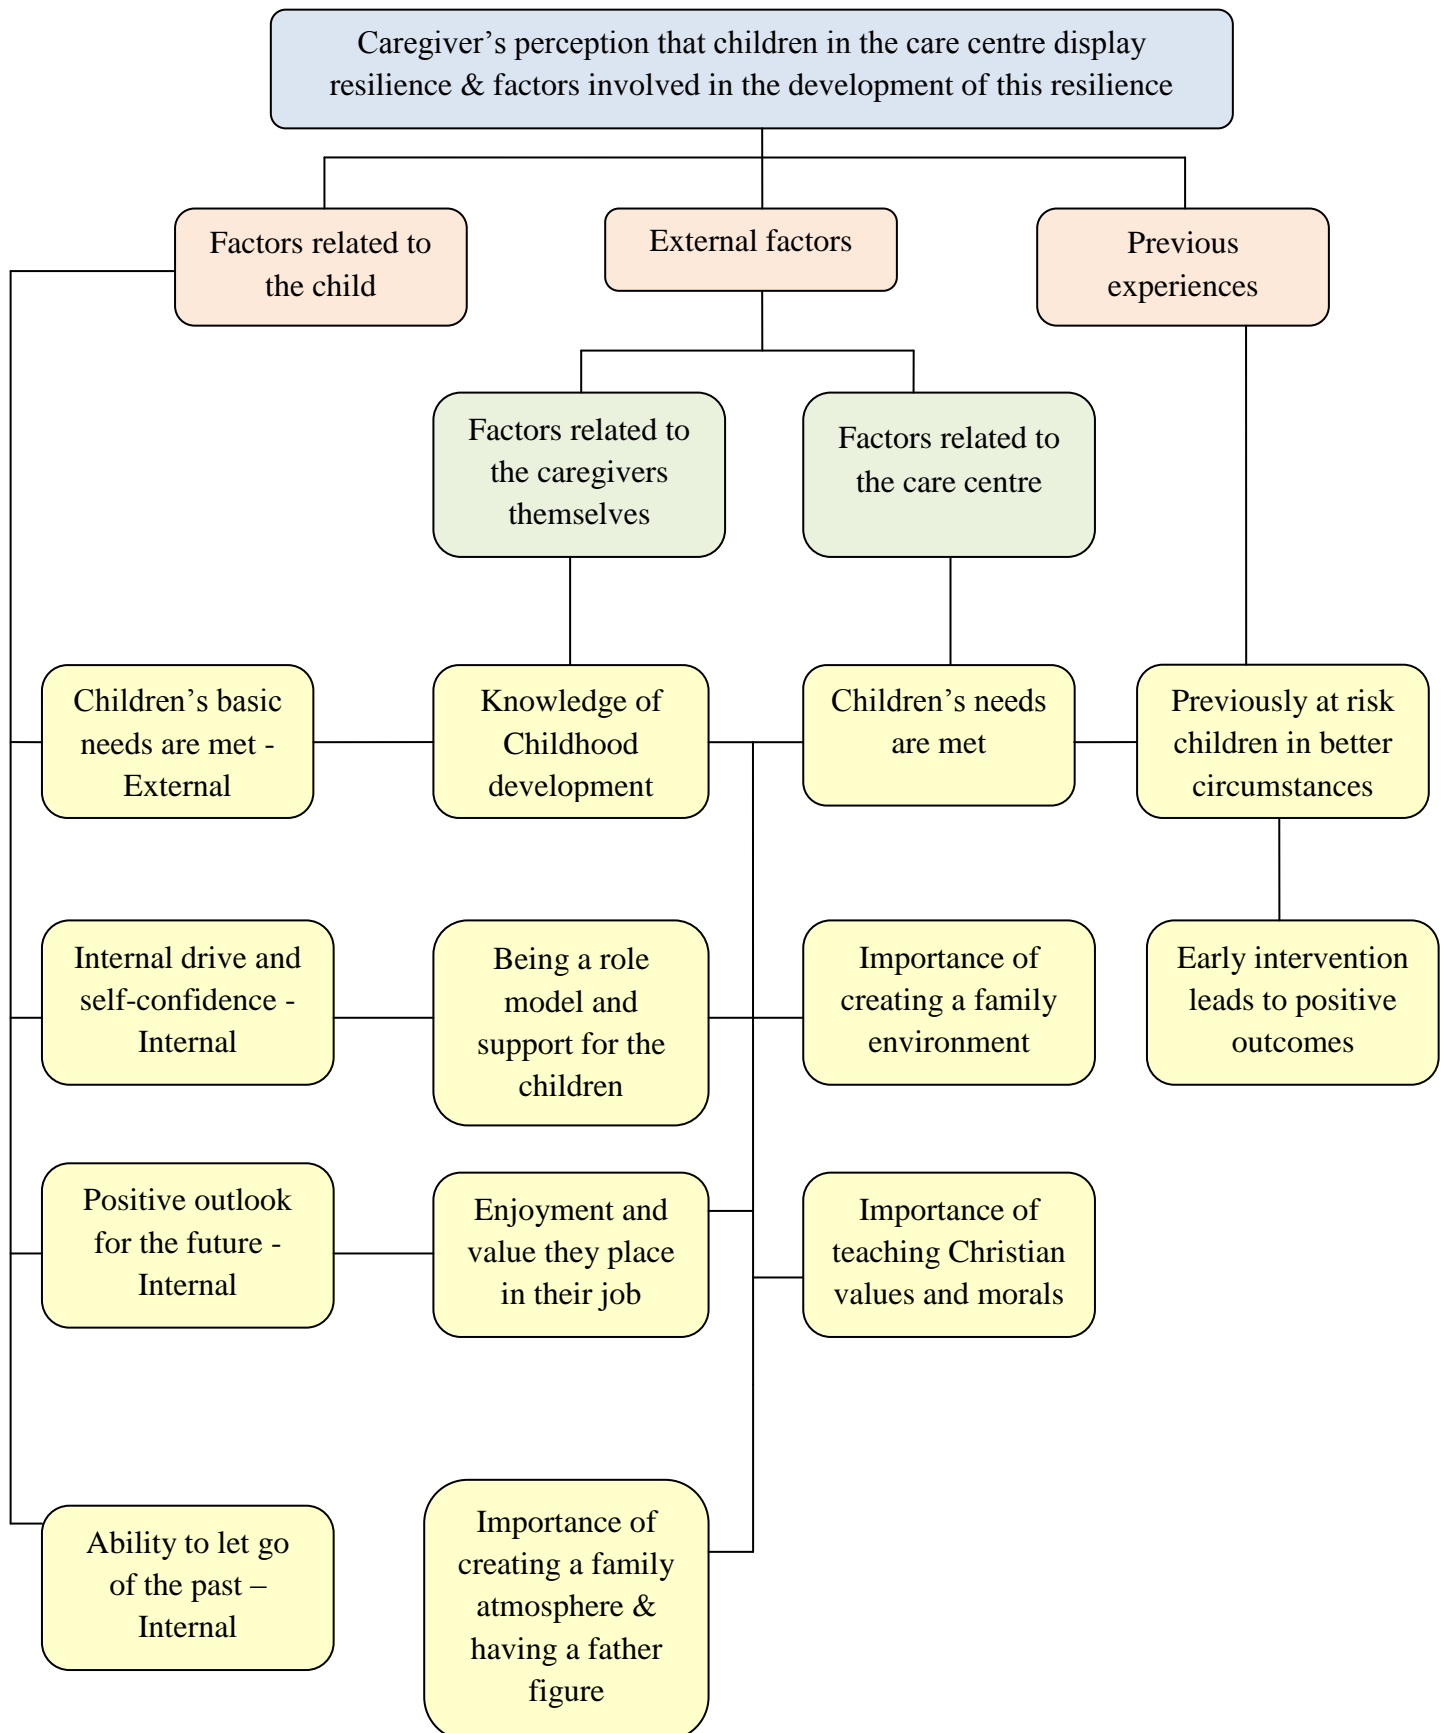 Caregiver’s perception that children in the care centre display
resilience & factors involved in the development of this resilience
Factors related to
the child
External factors
Previous
experiences
Factors related to
the caregivers
themselves
Factors related to
the care centre
Children’s basic
needs are met -
External
Knowledge of
Childhood
development
Children’s needs
are met
Previously at risk
children in better
circumstances
Internal drive and
self-confidence -
Internal
Being a role
model and
support for the
children
Importance of
creating a family
environment
Early intervention
leads to positive
outcomes
Positive outlook
for the future -
Internal
Enjoyment and
value they place
in their job
Importance of
teaching Christian
values and morals
Ability to let go
of the past –
Internal
Importance of
creating a family
atmosphere &
having a father
figure